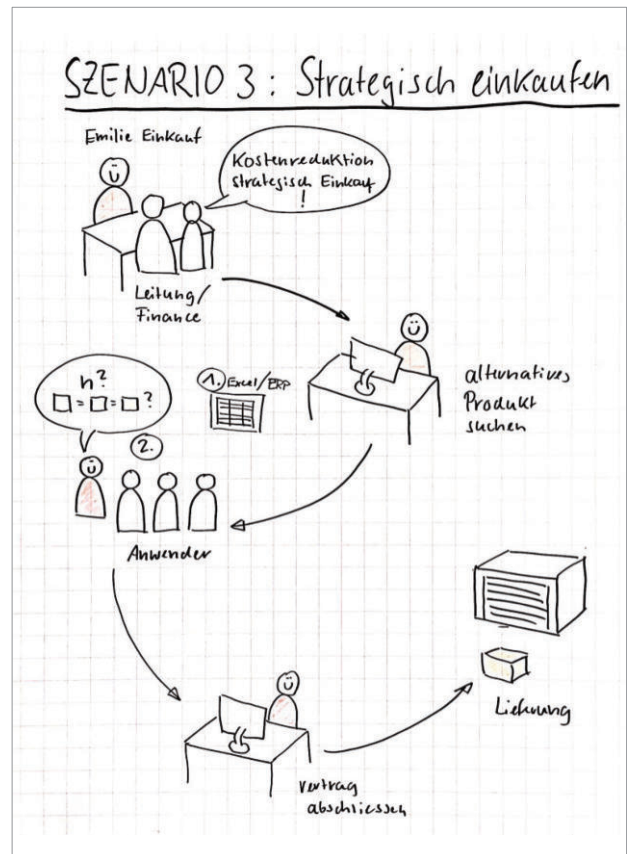 SZENARIO 3: Strategisch einkaufen
Emilie Einkauf
Kostenreduktion
strategisch Einkauf
!
Leitung/
Finance
alternatives
Produkt
suchen
1. Excel/ERP
n?
□=□=□?
2.
Anwender
Vertrag
abschliessen
Lieferung